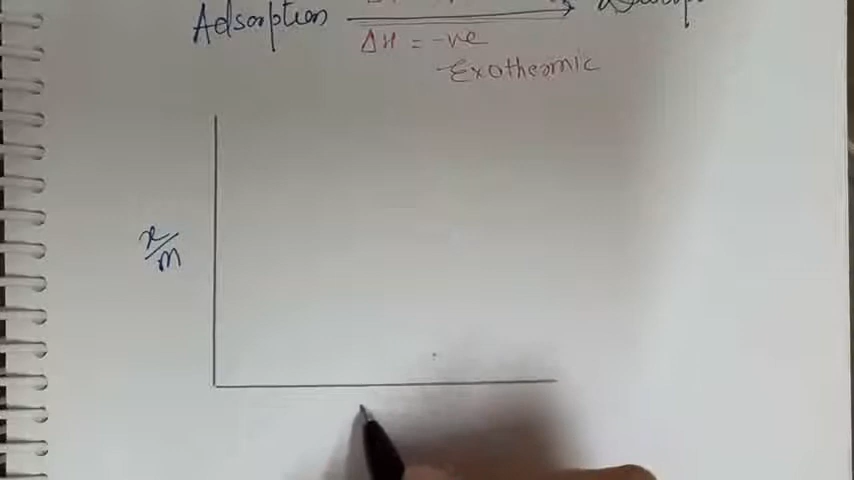 Adsorption
ΔH = -ve
-Exothermic
x/m